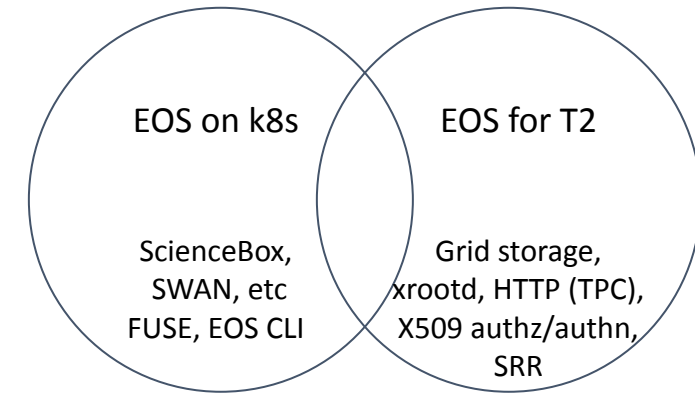 EOS on k8s
EOS for T2
ScienceBox,
SWAN, etc
FUSE, EOS CLI
Grid storage,
xrootd, HTTP (TPC),
X509 authz/authn,
SRR